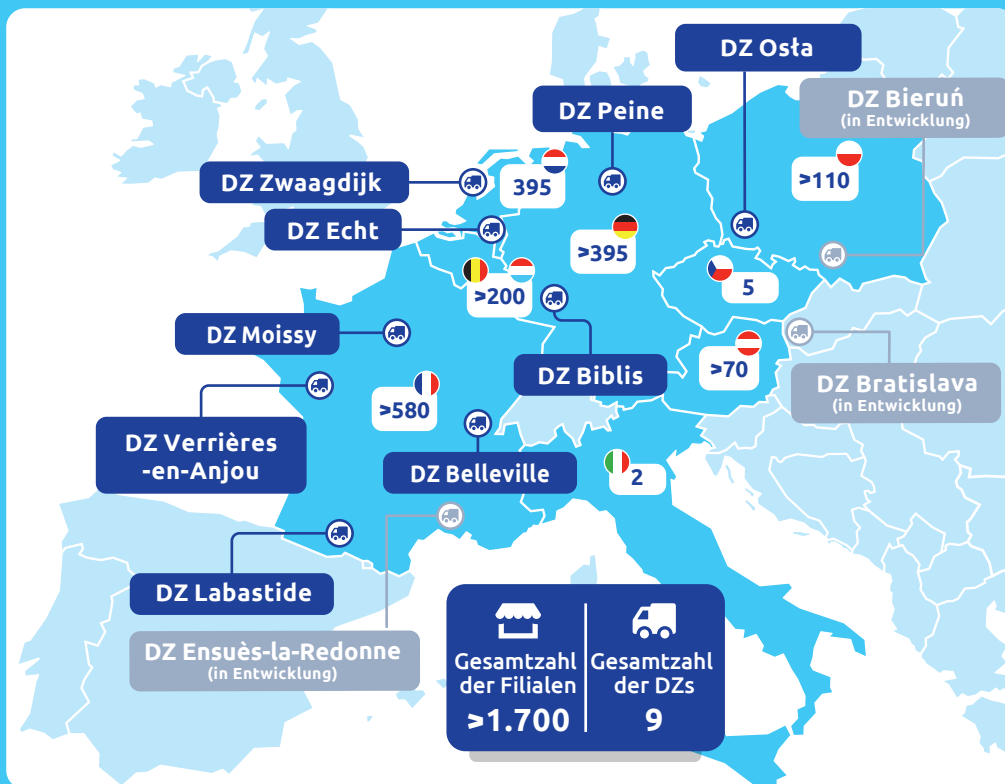 DZ Osła
DZ Bieruń
(in Entwicklung)
DZ Peine
>110
DZ Zwaagdijk
395
DZ Echt
>395
>200
5
DZ Moissy
>70
DZ Biblis
DZ Bratislava
(in Entwicklung)
>580
DZ Verrières
-en-Anjou
DZ Belleville
2
DZ Labastide
DZ Ensuès-la-Redonne
(in Entwicklung)
Gesamtzahl
der Filialen
>1.700
Gesamtzahl
der DZs
9